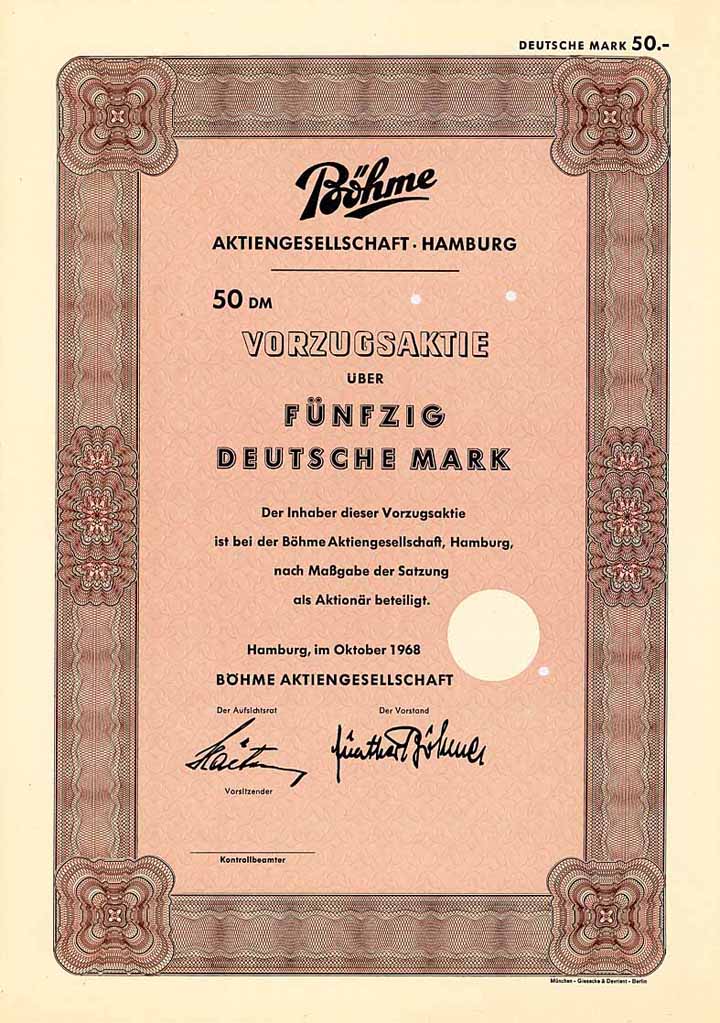 DEUTSCHE MARK 50.-
Böhme
AKTIENGESELLSCHAFT · HAMBURG
50 DM
VORZUGSAKTIE
ÜBER
FÜNFZIG
DEUTSCHE MARK
Der Inhaber dieser Vorzugsaktie
ist bei der Böhme Aktiengesellschaft, Hamburg,
nach Maßgabe der Satzung
als Aktionär beteiligt.
Hamburg, im Oktober 1968
BÖHME AKTIENGESELLSCHAFT
Der Aufsichtsrat Der Vorstand
Vorsitzender
Kontrollbeamter
München - Giesecke & Devrient - Berlin